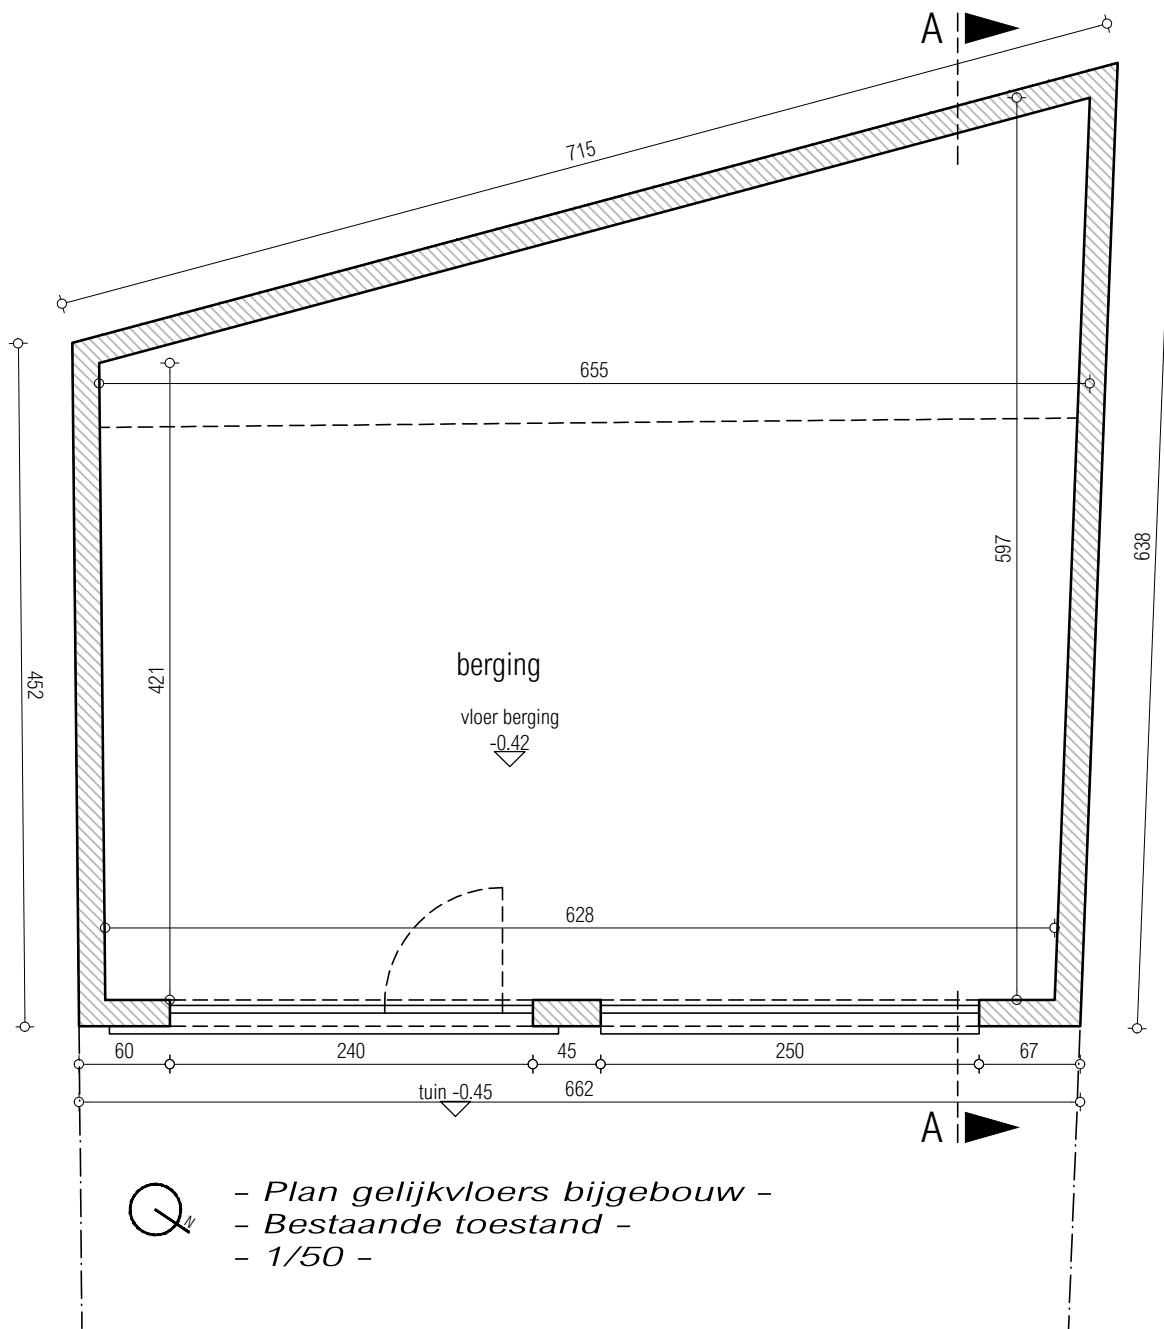 A
715
655
597
638
452
421
berging
vloer berging
-0.42
628
60
240
45
250
67
tuin -0.45
662
A
N
- Plan gelijkvloers bijgebouw -
- Bestaande toestand -
- 1/50 -